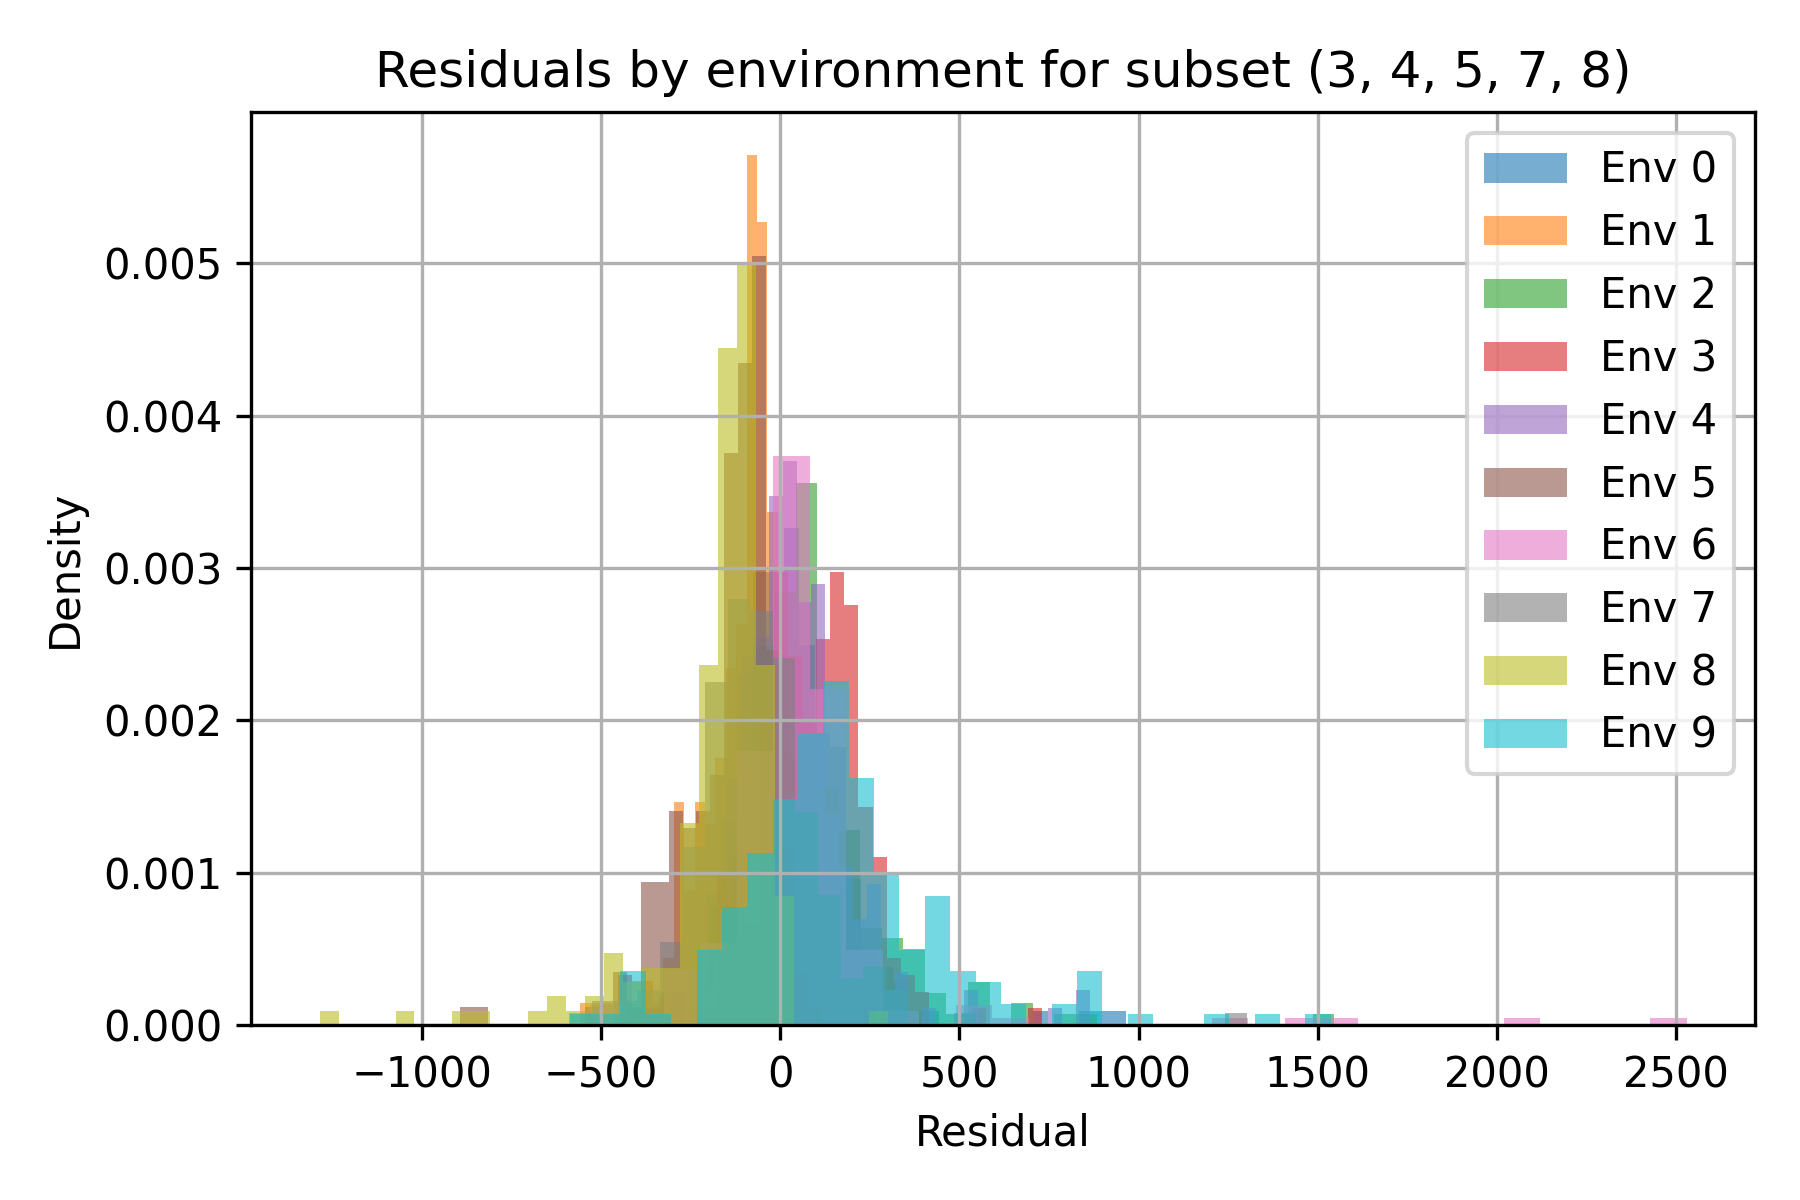 Residuals by environment for subset (3, 4, 5, 7, 8)
Env 0
Env 1
Env 2
Env 3
Env 4
Env 5
Env 6
Env 7
Env 8
Env 9
0.005
0.004
0.003
0.002
0.001
0.000
Density
−1000
−500
0
500
1000
1500
2000
2500
Residual